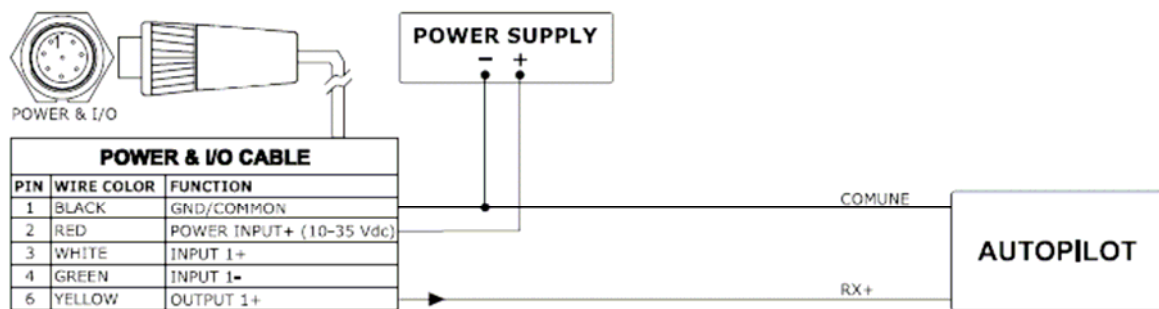 POWER SUPPLY
- +
1
POWER & I/O
POWER & I/O CABLE
PIN WIRE COLOR FUNCTION
1 BLACK GND/COMMON
2 RED POWER INPUT+ (10-35 Vdc)
3 WHITE INPUT 1+
4 GREEN INPUT 1-
6 YELLOW OUTPUT 1+
COMUNE
AUTOPILOT
RX+